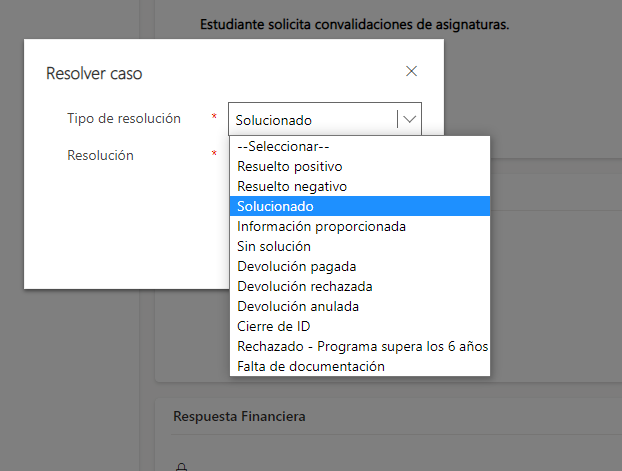 Estudiante solicita convalidaciones de asignaturas.
Resolver caso
Tipo de resolución * Solucionado
Resolución *
--Seleccionar--
Resuelto positivo
Resuelto negativo
Solucionado
Información proporcionada
Sin solución
Devolución pagada
Devolución rechazada
Devolución anulada
Cierre de ID
Rechazado - Programa supera los 6 años
Falta de documentación
Respuesta Financiera